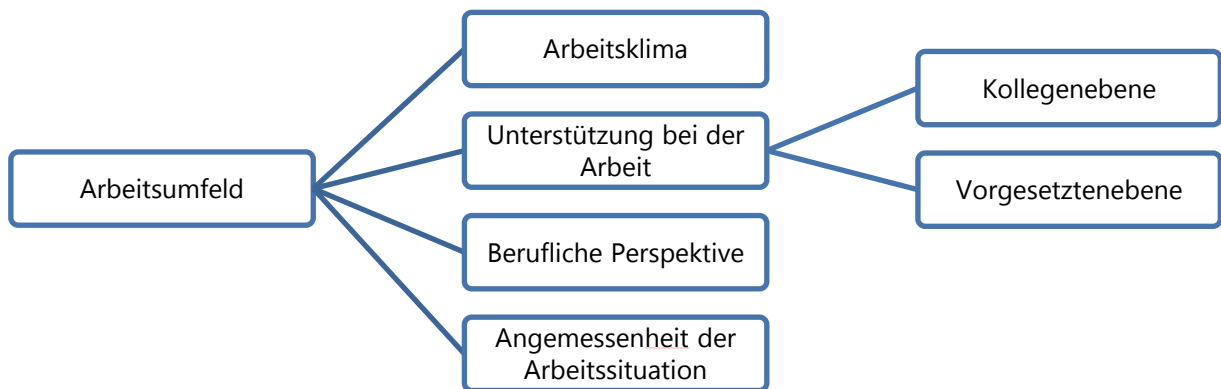 Arbeitsumfeld
Arbeitsklima
Unterstützung bei der
Arbeit
Berufliche Perspektive
Angemessenheit der
Arbeitssituation
Kollegenebene
Vorgesetztenebene